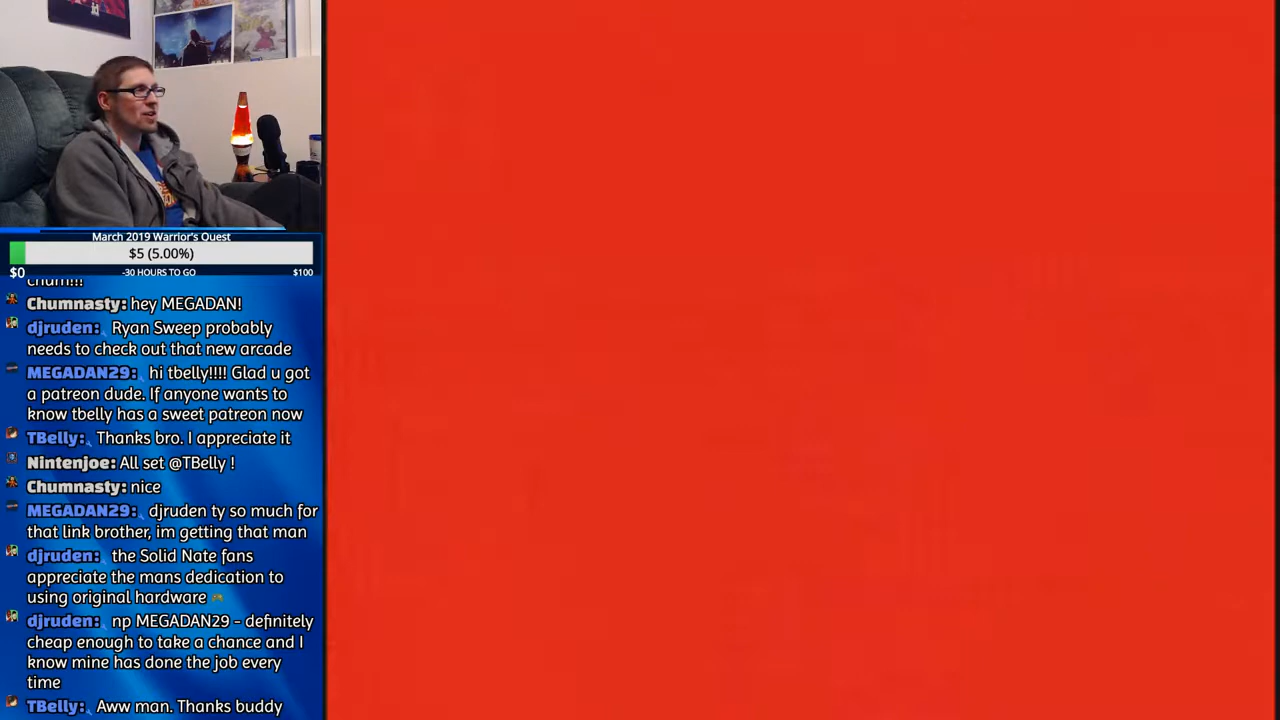 March 2019 Warrior's Quest
$5 (5.00%)
$0
-30 HOURS TO GO
$100
chum!!!
Chumnasty: hey MEGADAN!
djruden: Ryan Sweep probably
needs to check out that new arcade
MEGADAN29: hi tbelly!!!! Glad u got
a patreon dude. If anyone wants to
know tbelly has a sweet patreon now
TBelly: Thanks bro. I appreciate it
Nintenjoe: All set @TBelly !
Chumnasty: nice
MEGADAN29: djruden ty so much for
that link brother, im getting that man
djruden: the Solid Nate fans
appreciate the mans dedication to
using original hardware
djruden: np MEGADAN29 - definitely
cheap enough to take a chance and I
know mine has done the job every
time
TBelly: Aww man. Thanks buddy